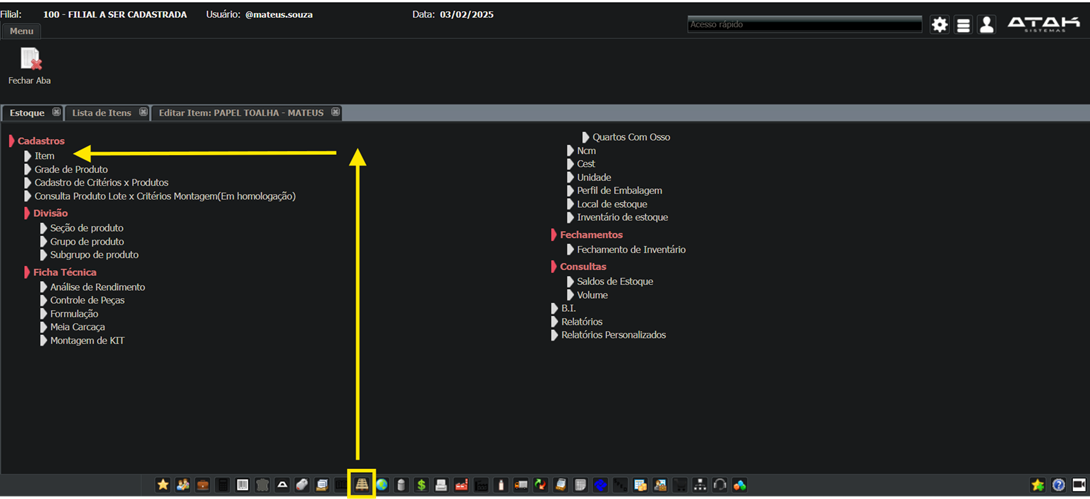 Filial: 100 - FILIAL A SER CADASTRADA Usuário: @mateus.souza Data: 03/02/2025
Acesso rápido
ATAK
SISTEMAS
Menu
Fechar Aba
Estoque Lista de Itens Editar Item: PAPEL TOALHA - MATEUS
Cadastros
Item
Grade de Produto
Cadastro de Critérios x Produtos
Consulta Produto Lote x Critérios Montagem(Em homologação)
Divisão
Seção de produto
Grupo de produto
Subgrupo de produto
Ficha Técnica
Análise de Rendimento
Controle de Peças
Formulação
Meia Carcaça
Montagem de KIT
Quartos Com Osso
Ncm
Cest
Unidade
Perfil de Embalagem
Local de estoque
Inventário de estoque
Fechamentos
Fechamento de Inventário
Consultas
Saldos de Estoque
Volume
B.I.
Relatórios
Relatórios Personalizados